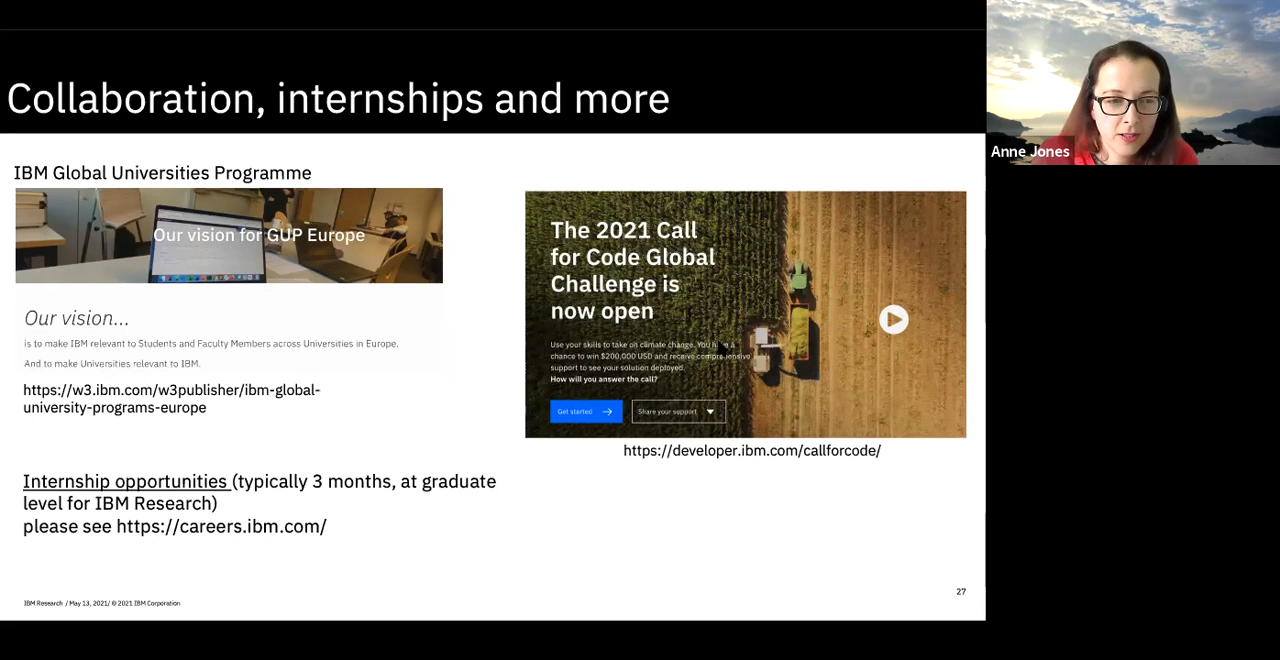 Collaboration, internships and more
Anne Jones
IBM Global Universities Programme
Our vision for GUP Europe
Our vision...
is to make IBM relevant to Students and Faculty Members across Universities in Europe.
And to make Universities relevant to IBM.
https://w3.ibm.com/w3publisher/ibm-global-
university-programs-europe
The 2021 Call
for Code Global
Challenge is
now open
Use your skills to take on climate change. You have a
chance to win $200,000 USD and receive comprehensive
support to see your solution deployed.
How will you answer the call?
Get started
Share your support
https://developer.ibm.com/callforcode/
Internship opportunities (typically 3 months, at graduate
level for IBM Research)
please see https://careers.ibm.com/
IBM Research / May 13, 2021/ © 2021 IBM Corporation
27